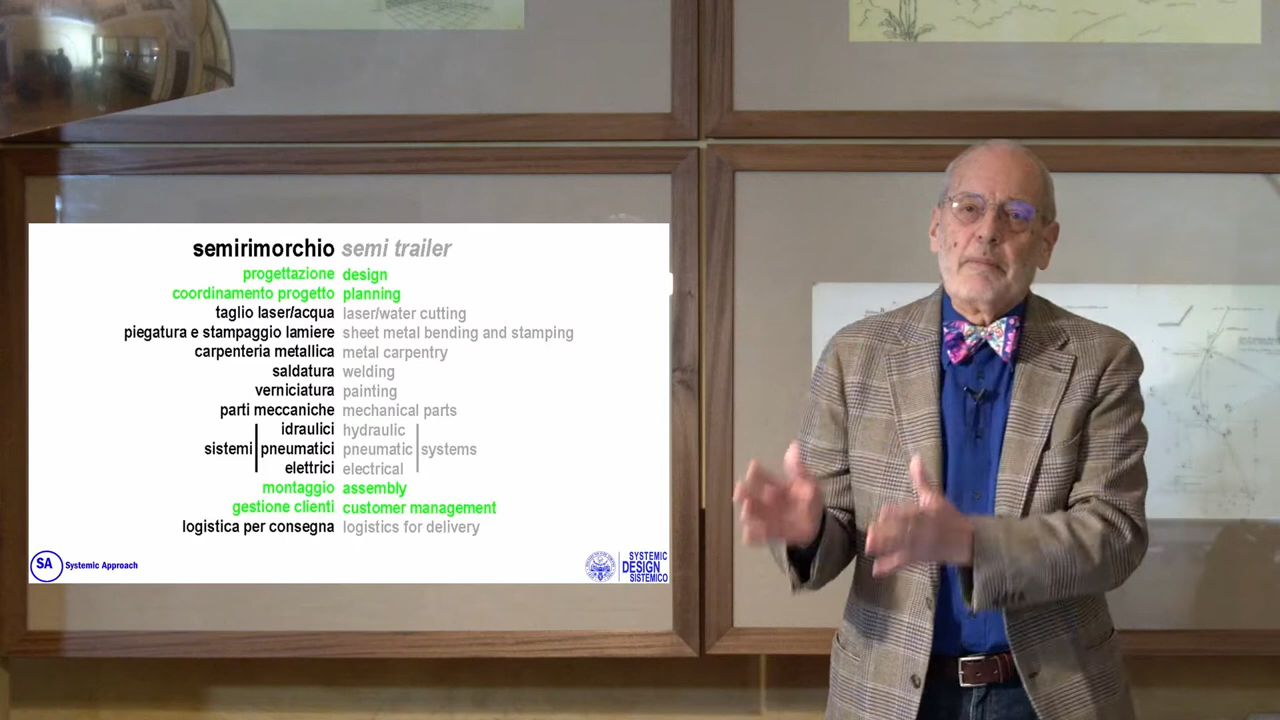 semirimorchio semi trailer
progettazione design
coordinamento progetto planning
taglio laser/acqua laser/water cutting
piegatura e stampaggio lamiere sheet metal bending and stamping
carpenteria metallica metal carpentry
saldatura welding
verniciatura painting
parti meccaniche mechanical parts
idraulici hydraulic
sistemi pneumatici pneumatic systems
elettrici electrical
montaggio assembly
gestione clienti customer management
logistica per consegna logistics for delivery
SA Systemic Approach
SYSTEMIC
DESIGN
SISTEMICO